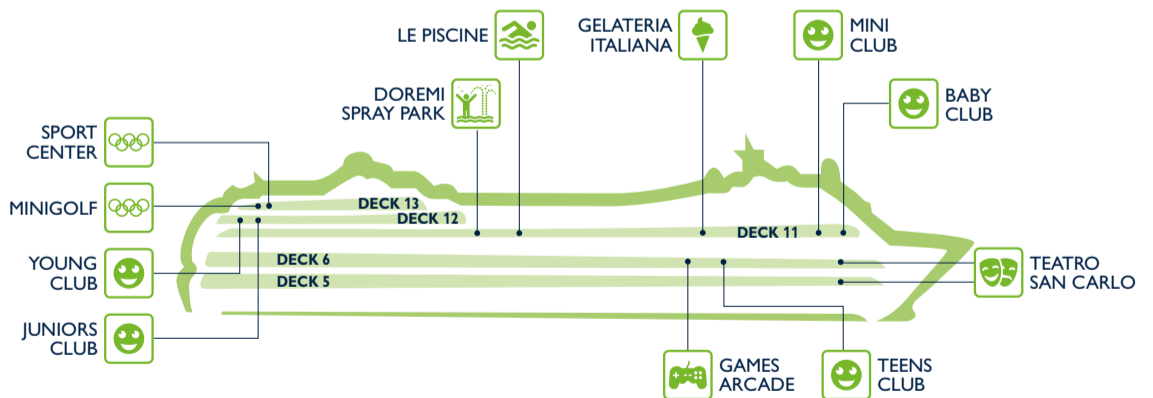 LE PISCINE
GELATERIA
ITALIANA
MINI
CLUB
DOREMI
SPRAY PARK
BABY
CLUB
SPORT
CENTER
MINIGOLF
DECK 13
DECK 12
DECK 11
YOUNG
CLUB
DECK 6
DECK 5
TEATRO
SAN CARLO
JUNIORS
CLUB
GAMES
ARCADE
TEENS
CLUB